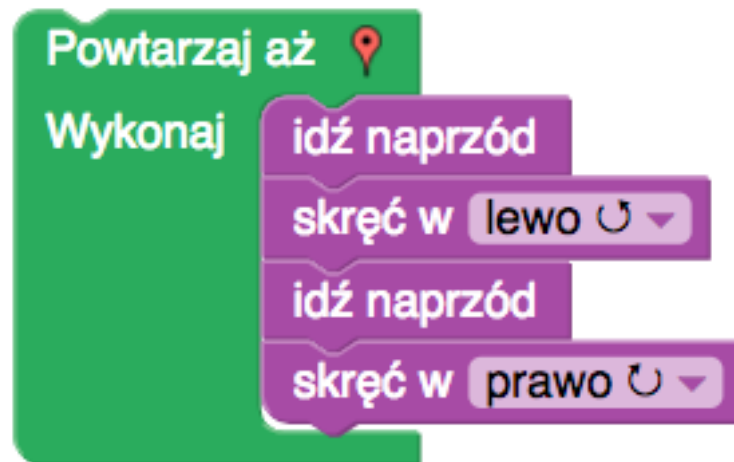 Powtarzaj aż
Wykonaj
idź naprzód
skręć w lewo ↺
idź naprzód
skręć w prawo ↻